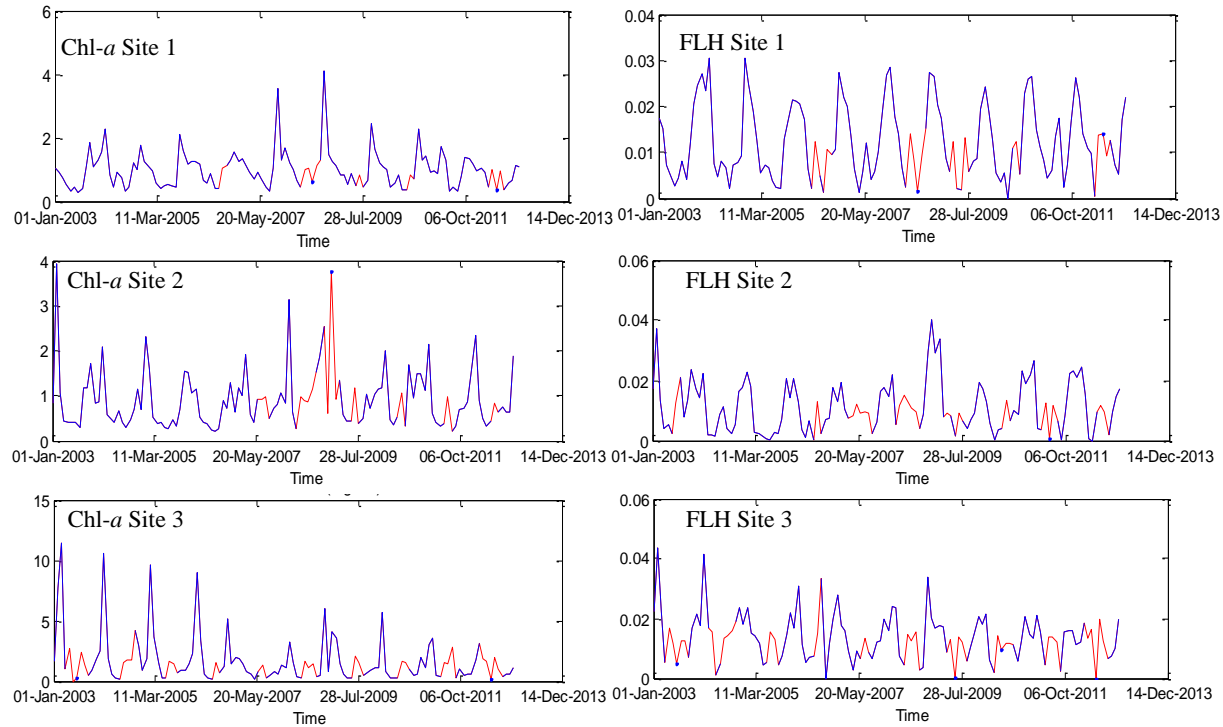 Chl-a Site 1
6
4
2
0
01-Jan-2003 11-Mar-2005 20-May-2007 28-Jul-2009 06-Oct-2011 14-Dec-2013
Time
FLH Site 1
0.04
0.03
0.02
0.01
0
01-Jan-2003 11-Mar-2005 20-May-2007 28-Jul-2009 06-Oct-2011 14-Dec-2013
Time
Chl-a Site 2
4
3
2
1
0
01-Jan-2003 11-Mar-2005 20-May-2007 28-Jul-2009 06-Oct-2011 14-Dec-2013
Time
FLH Site 2
0.06
0.04
0.02
0
01-Jan-2003 11-Mar-2005 20-May-2007 28-Jul-2009 06-Oct-2011 14-Dec-2013
Time
Chl-a Site 3
15
10
5
0
01-Jan-2003 11-Mar-2005 20-May-2007 28-Jul-2009 06-Oct-2011 14-Dec-2013
Time
FLH Site 3
0.06
0.04
0.02
0
01-Jan-2003 11-Mar-2005 20-May-2007 28-Jul-2009 06-Oct-2011 14-Dec-2013
Time